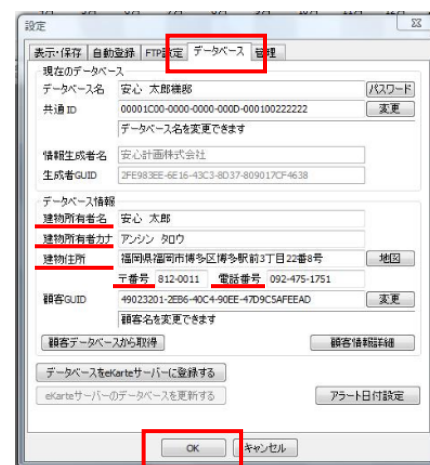 設定
表示・保存 自動登録 FTP設定 データベース 管理
現在のデータベース
データベース名 安心 太郎様邸 パスワード
共通ID 00001C00-0000-0000-000D-000100222222 変更
データベース名を変更できます
情報生成者名 安心計画株式会社
生成者GUID 2FE983EE-6E16-43C3-8D37-809017CF4638
データベース情報
建物所有者名 安心 太郎
建物所有者カナ アンシン タロウ
建物住所 福岡県福岡市博多区博多駅前3丁目22番8号 地図
〒番号 812-0011 電話番号 092-475-1751
顧客GUID 49023201-2EB6-40C4-90EE-47D9C5AFEEAD 変更
顧客名を変更できます
顧客データベースから取得 顧客情報詳細
データベースをeKarteサーバーに登録する
eKarteサーバーのデータベースを更新する アラート日付設定
OK キャンセル